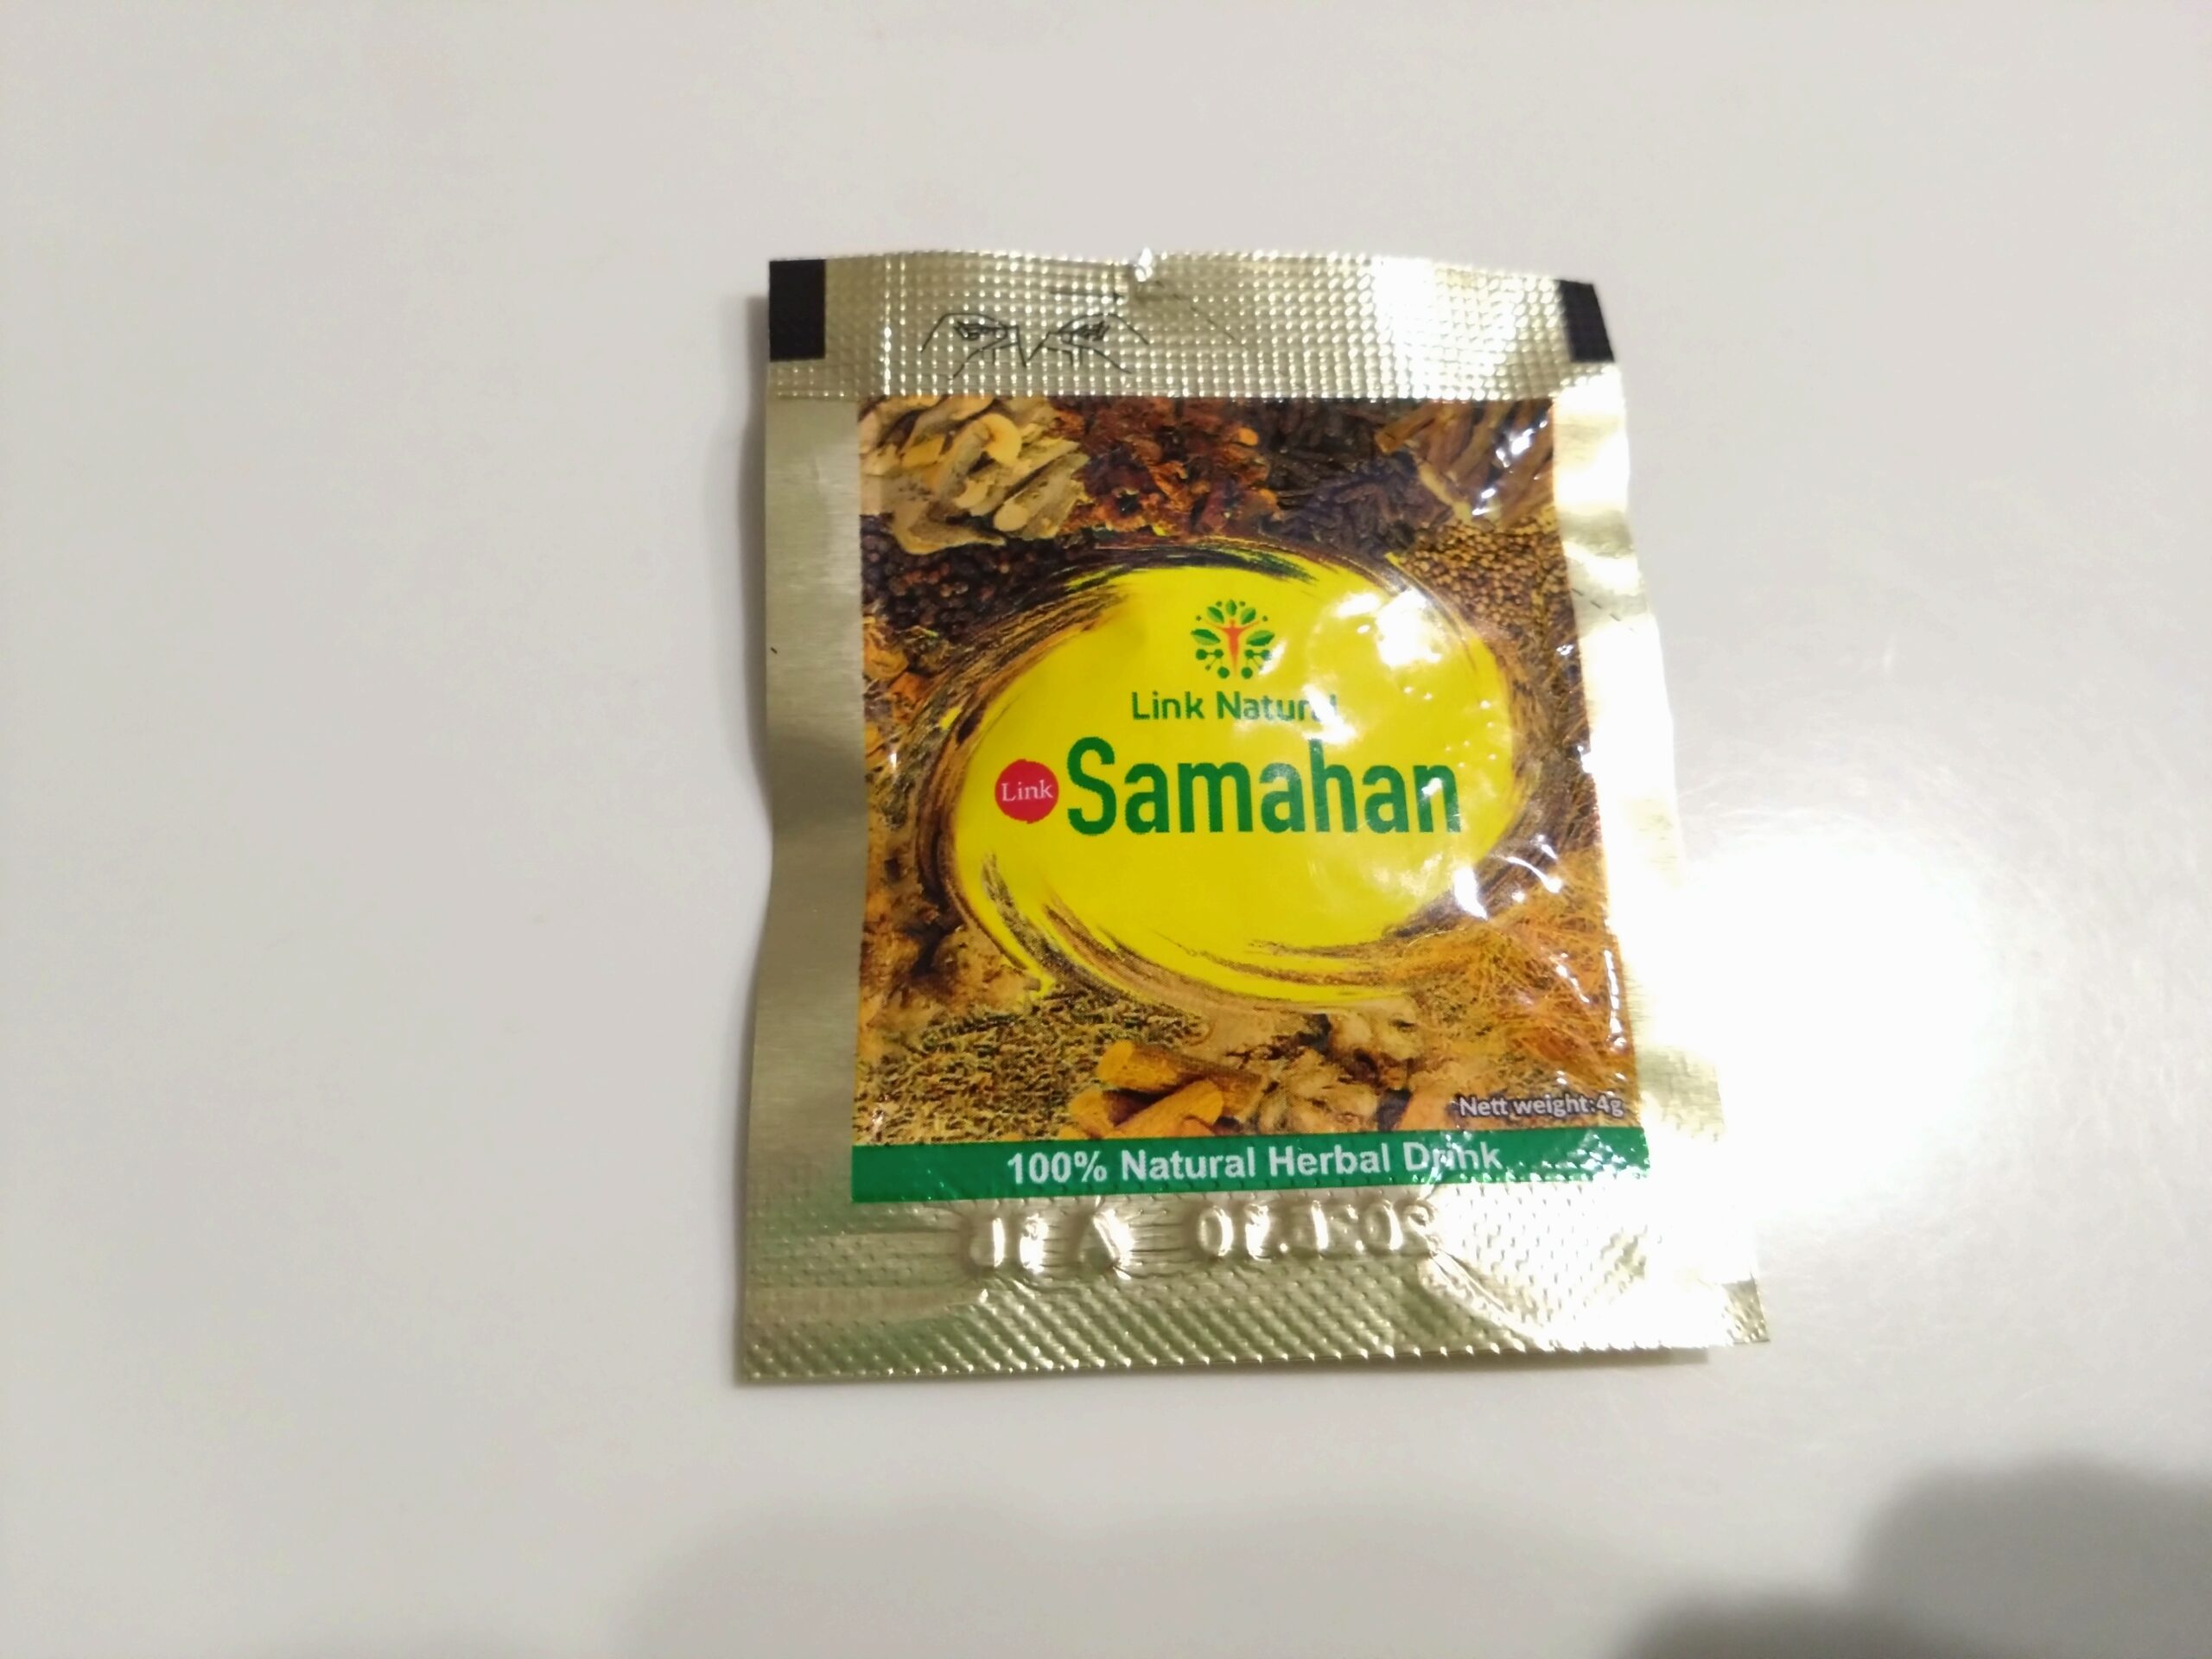 Link Natural
Link Samahan
Nett weight:4g
100% Natural Herbal Drink